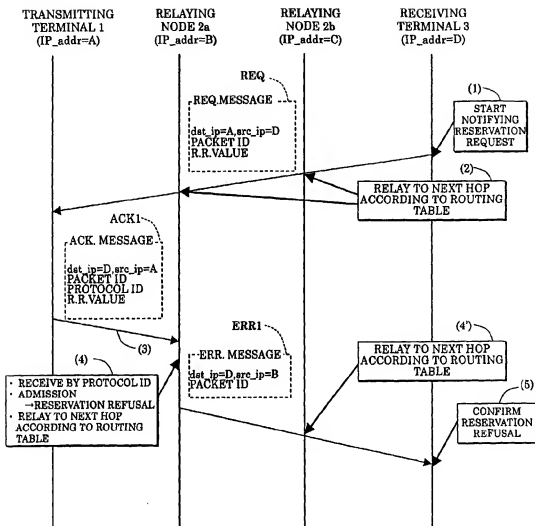 TRANSMITTING
TERMINAL 1
(IP_addr=A)
RELAYING
NODE 2a
(IP_addr=B)
RELAYING
NODE 2b
(IP_addr=C)
RECEIVING
TERMINAL 3
(IP_addr=D)
REQ
REQ.MESSAGE
dst_ip=A,src_ip=D
PACKET ID
R.R.VALUE
(1)
START
NOTIFYING
RESERVATION
REQUEST
(2)
RELAY TO NEXT HOP
ACCORDING TO ROUTING
TABLE
ACK1
ACK. MESSAGE
dst_ip=D,src_ip=A
PACKET ID
PROTOCOL ID
R.R.VALUE
(3)
ERR1
ERR. MESSAGE
dst_ip=D,src_ip=B
PACKET ID
(4)
· RECEIVE BY PROTOCOL ID
· ADMISSION
→RESERVATION REFUSAL
· RELAY TO NEXT HOP
ACCORDING TO ROUTING
TABLE
(4')
RELAY TO NEXT HOP
ACCORDING TO ROUTING
TABLE
(5)
CONFIRM
RESERVATION
REFUSAL